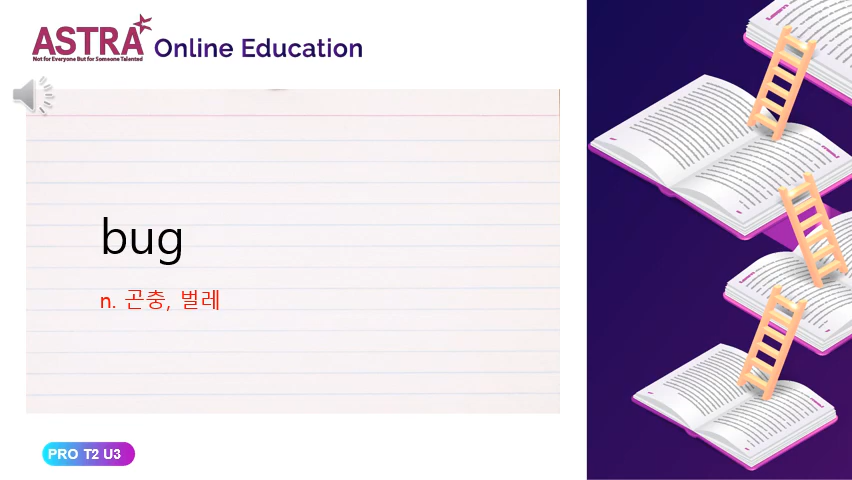 ASTRA Online Education
Not for Everyone But for Someone Talented
bug
n. 곤충, 벌레
PRO T2 U3